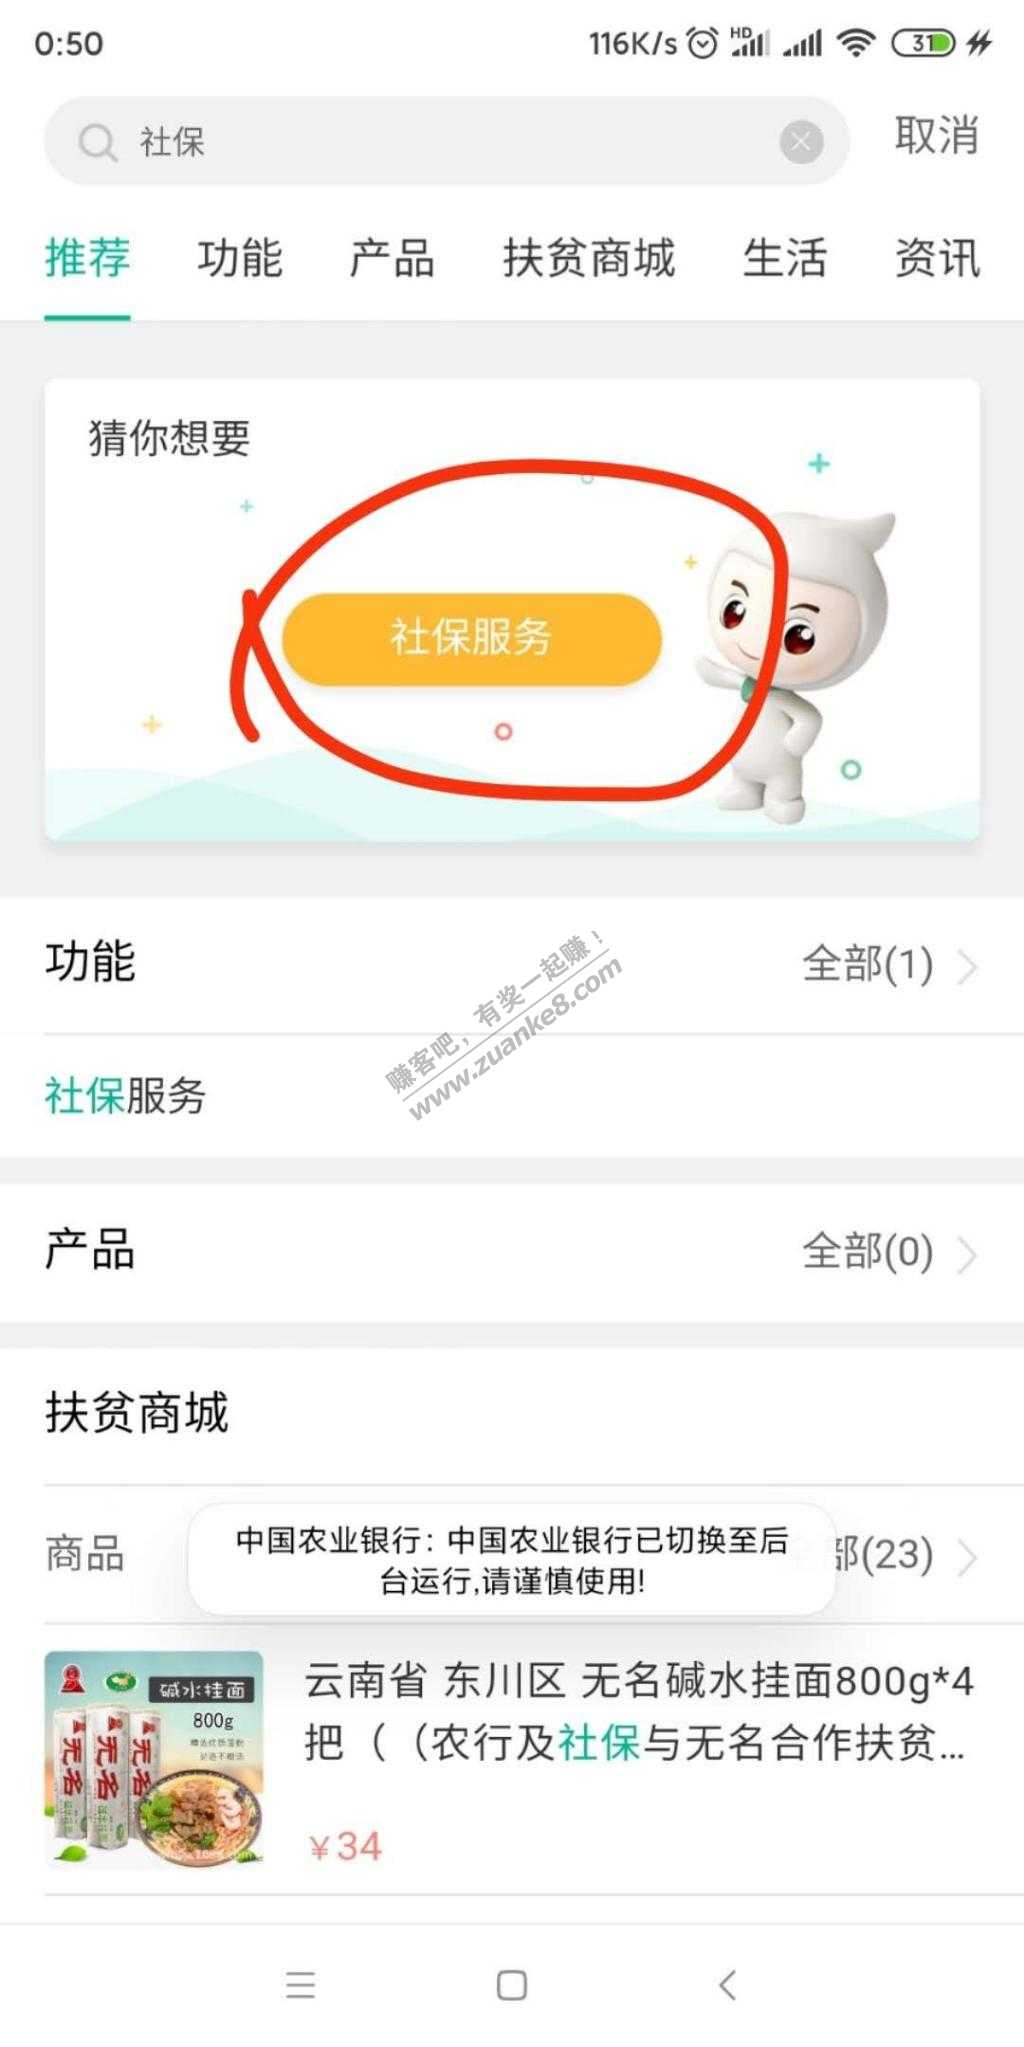 0:50
116K/s
HD
31
社保
取消
推荐
功能
产品
扶贫商城
生活
资讯
猜你想要
社保服务
功能
全部(1)
赚客吧，有奖一起赚！
www.zuanke8.com
社保服务
产品
全部(0)
扶贫商城
商品
部(23)
中国农业银行: 中国农业银行已切换至后
台运行,请谨慎使用!
碱水挂面
800g
无名
无名
无名
云南省 东川区 无名碱水挂面800g*4
把（（农行及社保与无名合作扶贫...
¥34